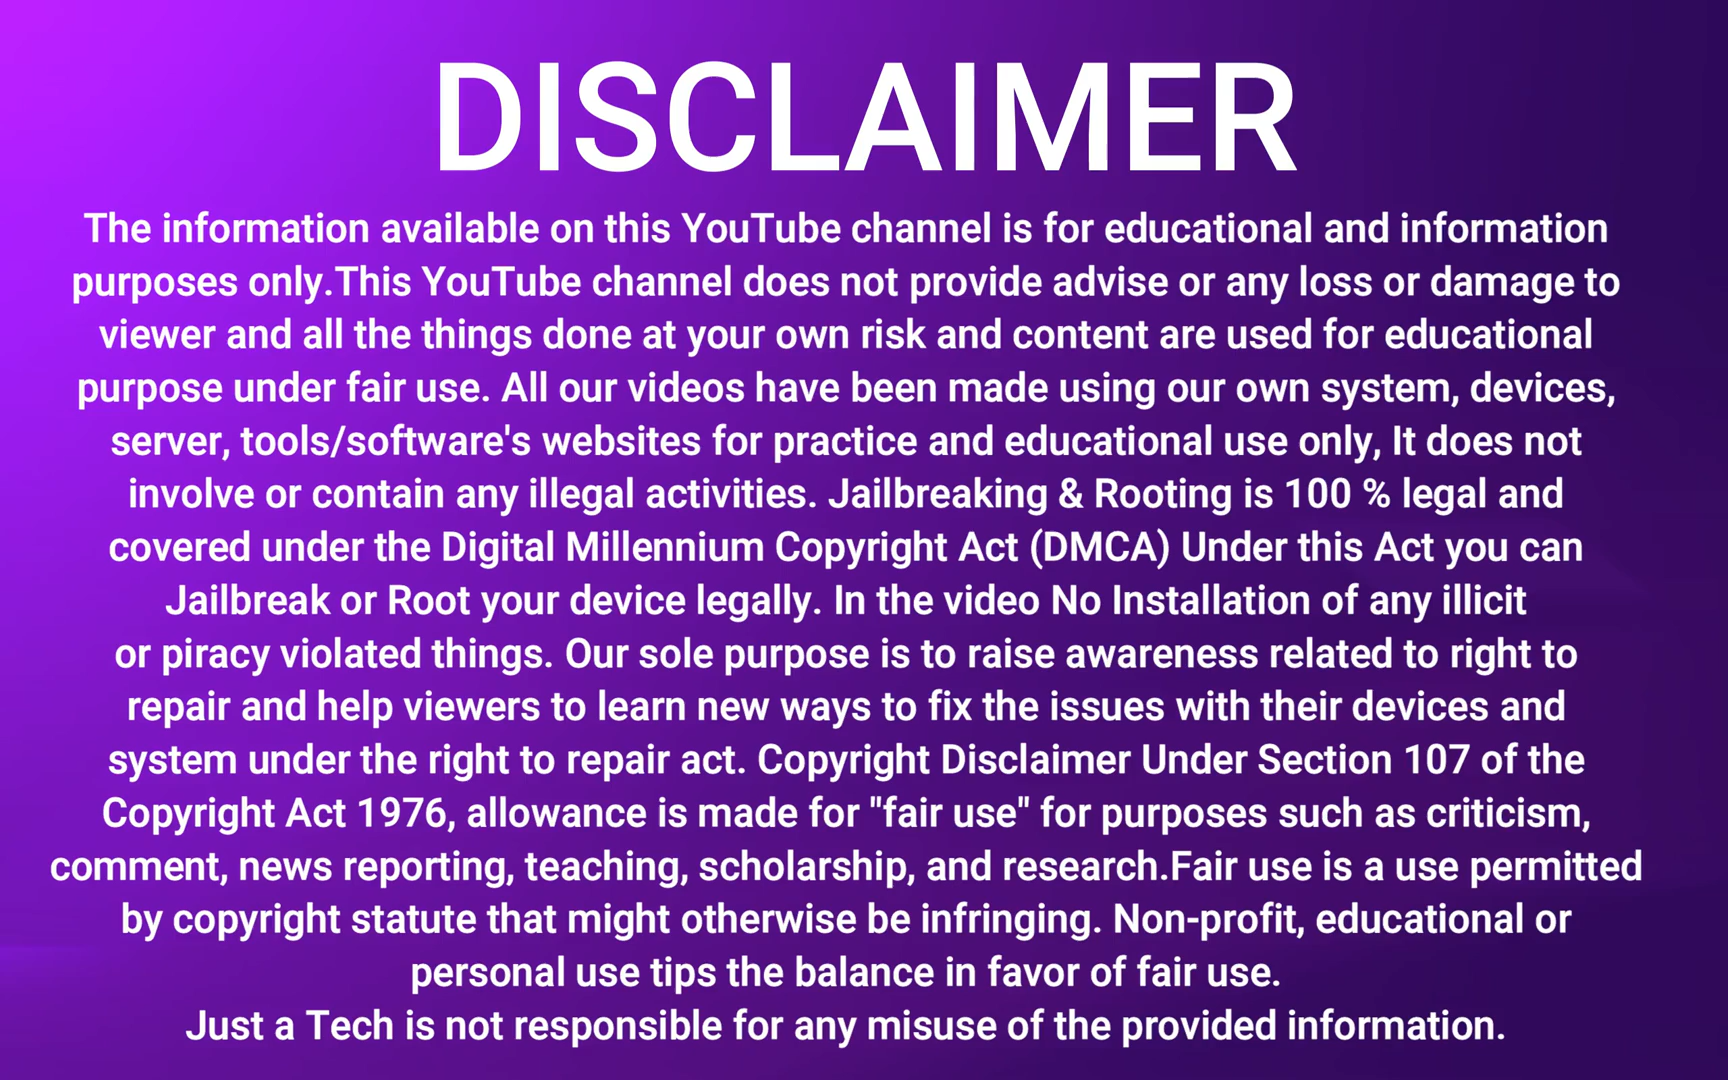 DISCLAIMER
The information available on this YouTube channel is for educational and information
purposes only.This YouTube channel does not provide advise or any loss or damage to
viewer and all the things done at your own risk and content are used for educational
purpose under fair use. All our videos have been made using our own system, devices,
server, tools/software's websites for practice and educational use only, It does not
involve or contain any illegal activities. Jailbreaking & Rooting is 100 % legal and
covered under the Digital Millennium Copyright Act (DMCA) Under this Act you can
Jailbreak or Root your device legally. In the video No Installation of any illicit
or piracy violated things. Our sole purpose is to raise awareness related to right to
repair and help viewers to learn new ways to fix the issues with their devices and
system under the right to repair act. Copyright Disclaimer Under Section 107 of the
Copyright Act 1976, allowance is made for "fair use" for purposes such as criticism,
comment, news reporting, teaching, scholarship, and research.Fair use is a use permitted
by copyright statute that might otherwise be infringing. Non-profit, educational or
personal use tips the balance in favor of fair use.
Just a Tech is not responsible for any misuse of the provided information.